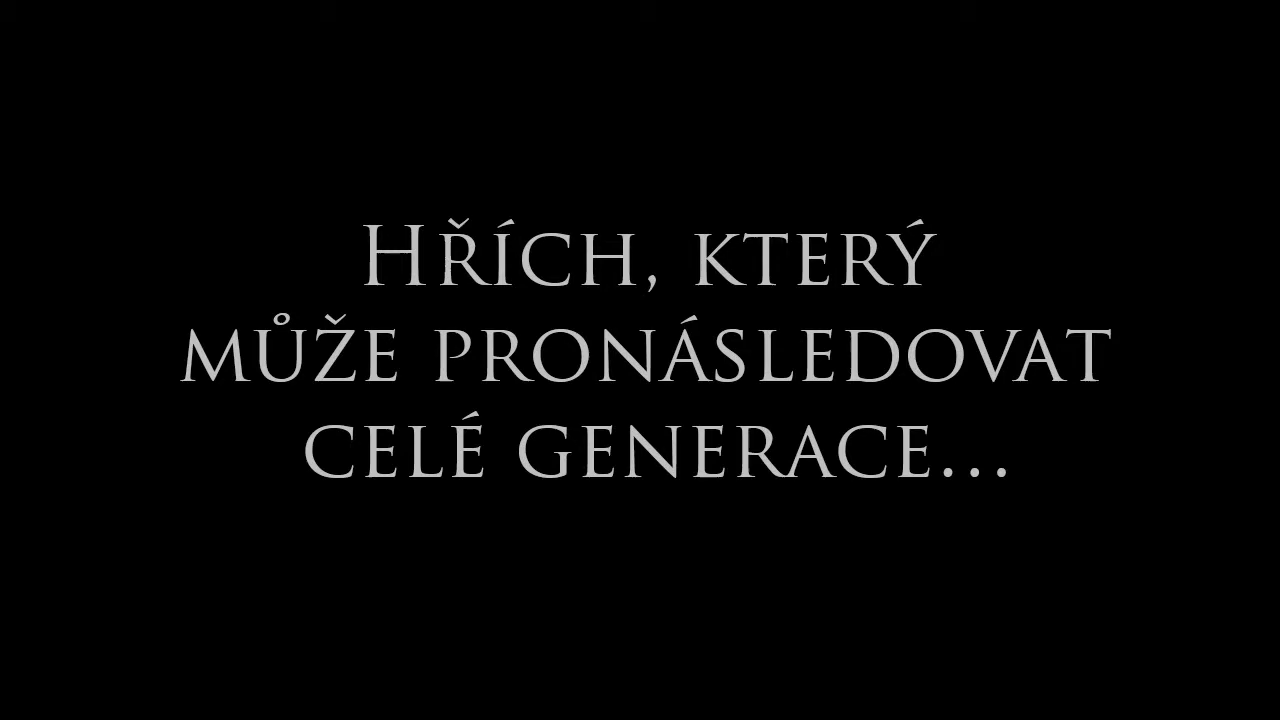 Hřích, který
může pronásledovat
celé generace...